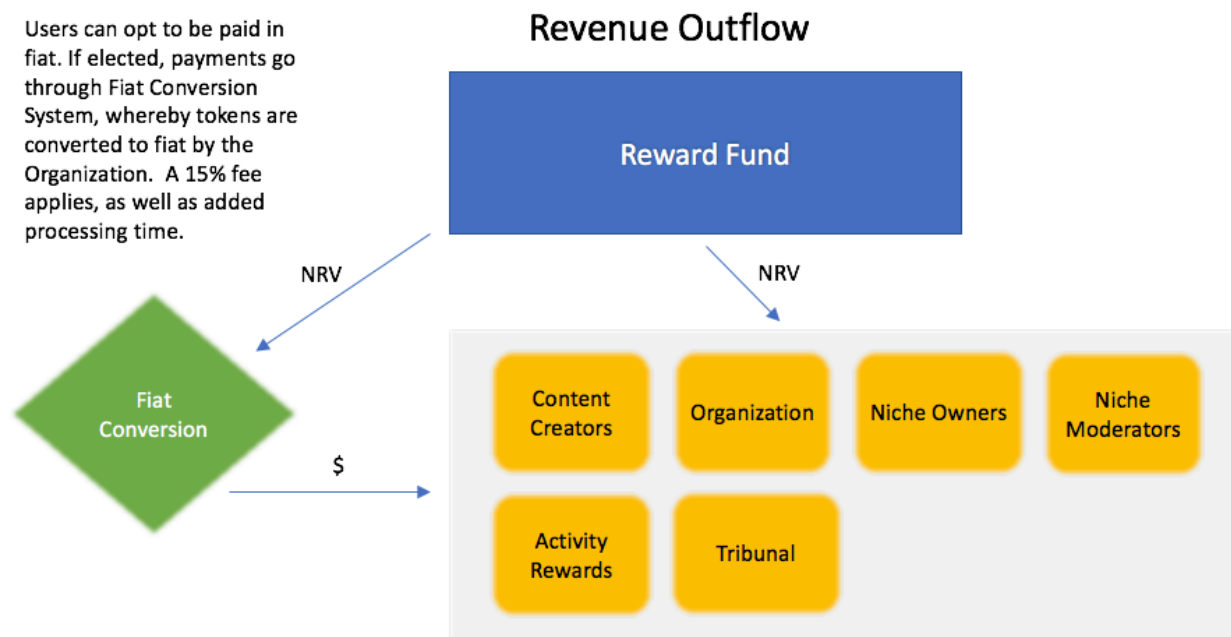 Users can opt to be paid in
fiat. If elected, payments go
through Fiat Conversion
System, whereby tokens are
converted to fiat by the
Organization.  A 15% fee
applies, as well as added
processing time.
Revenue Outflow
Reward Fund
NRV
NRV
Fiat
Conversion
$
Content
Creators
Organization
Niche Owners
Niche
Moderators
Activity
Rewards
Tribunal